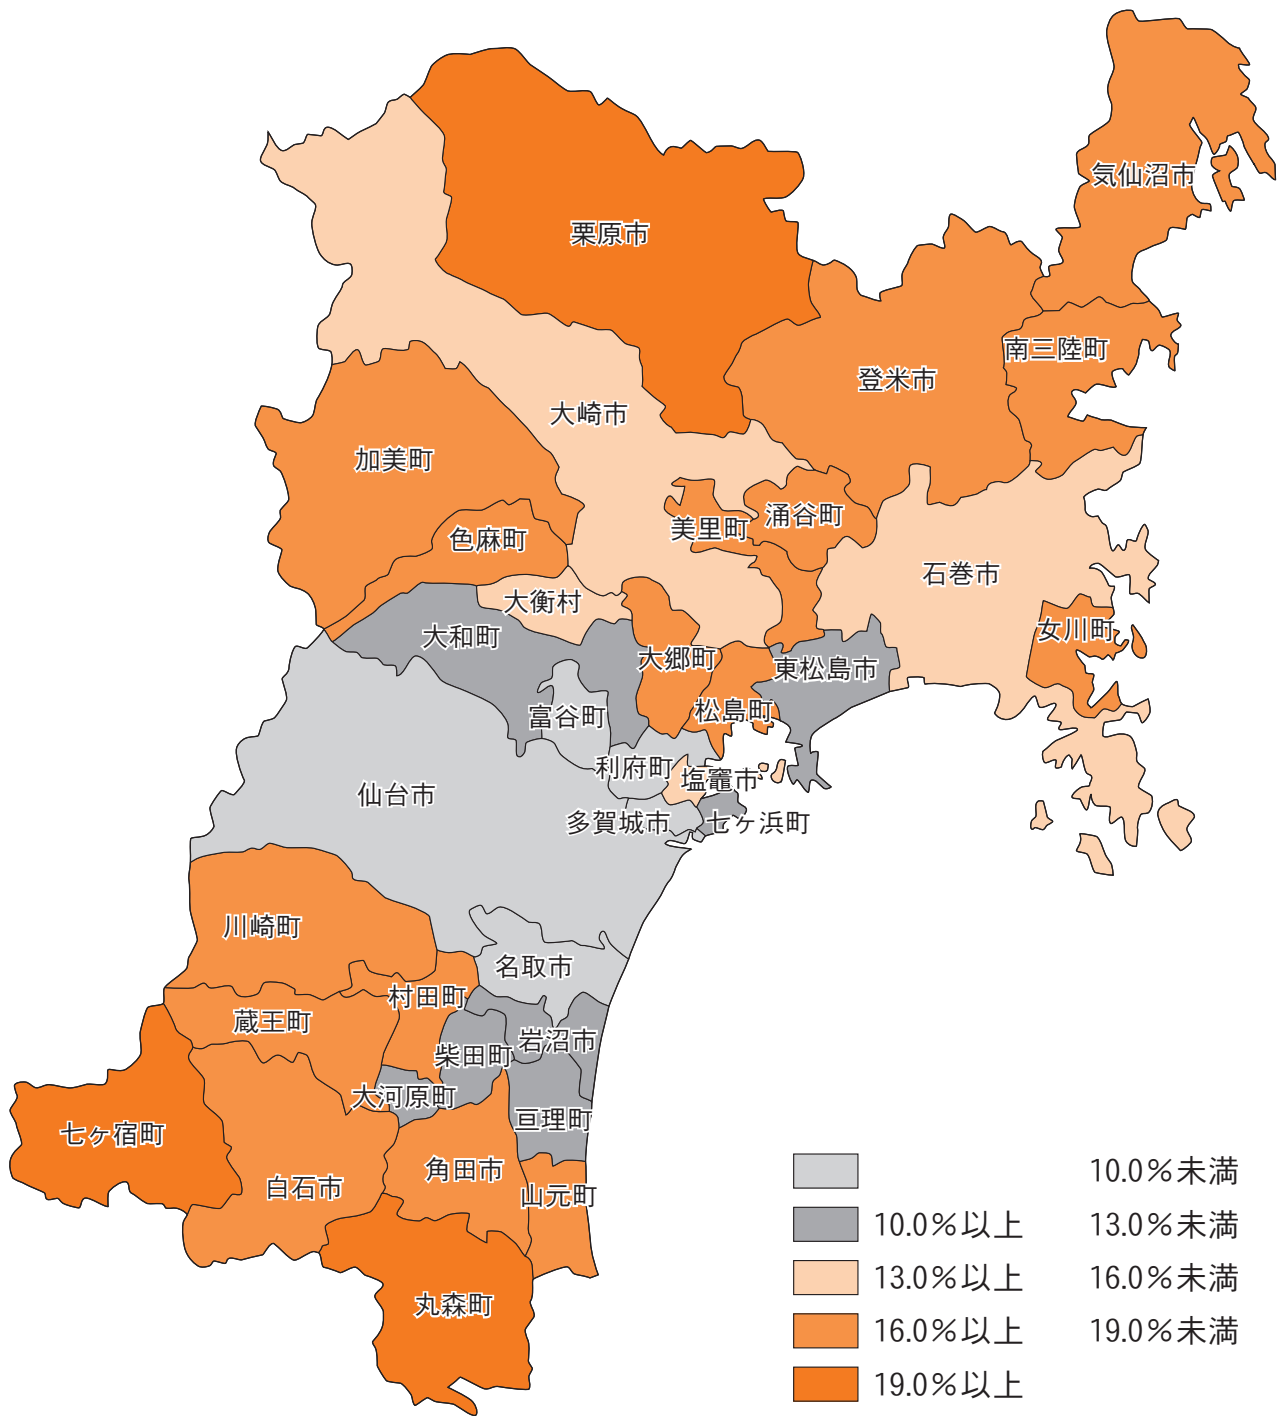 気仙沼市
栗原市
南三陸町
登米市
大崎市
加美町
涌谷町
美里町
色麻町
石巻市
大衡村
女川町
大和町
大郷町
東松島市
松島町
富谷町
利府町
塩竈市
仙台市
多賀城市
七ヶ浜町
川崎町
名取市
村田町
蔵王町
岩沼市
柴田町
大河原町
亘理町
七ヶ宿町
角田市
白石市
山元町
丸森町
10.0%未満
10.0%以上 13.0%未満
13.0%以上 16.0%未満
16.0%以上 19.0%未満
19.0%以上